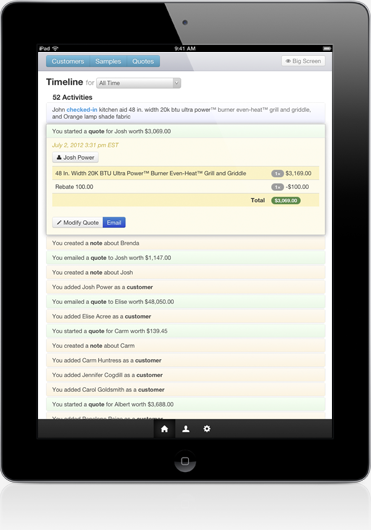 iPad 9:41 AM
Customers Samples Quotes Big Screen
Timeline for All Time
52 Activities
John checked-in kitchen aid 48 in. width 20k btu ultra power™ burner even-heat™ grill and griddle,
and Orange lamp shade fabric
You started a quote for Josh worth $3,069.00
July 2, 2012 3:31 pm EST
Josh Power
48 In. Width 20K BTU Ultra Power™ Burner Even-Heat™ Grill and Griddle 1x $3,169.00
Rebate 100.00 1x -$100.00
Total $3,069.00
Modify Quote Email
You created a note about Brenda
You emailed a quote to Josh worth $1,147.00
You created a note about Josh
You added Josh Power as a customer
You emailed a quote to Elise worth $48,050.00
You added Elise Acree as a customer
You started a quote for Carm worth $139.45
You created a note about Carm
You added Carm Huntress as a customer
You added Jennifer Cogdill as a customer
You added Carol Goldsmith as a customer
You started a quote for Albert worth $3,688.00
You added Penelope as a customer